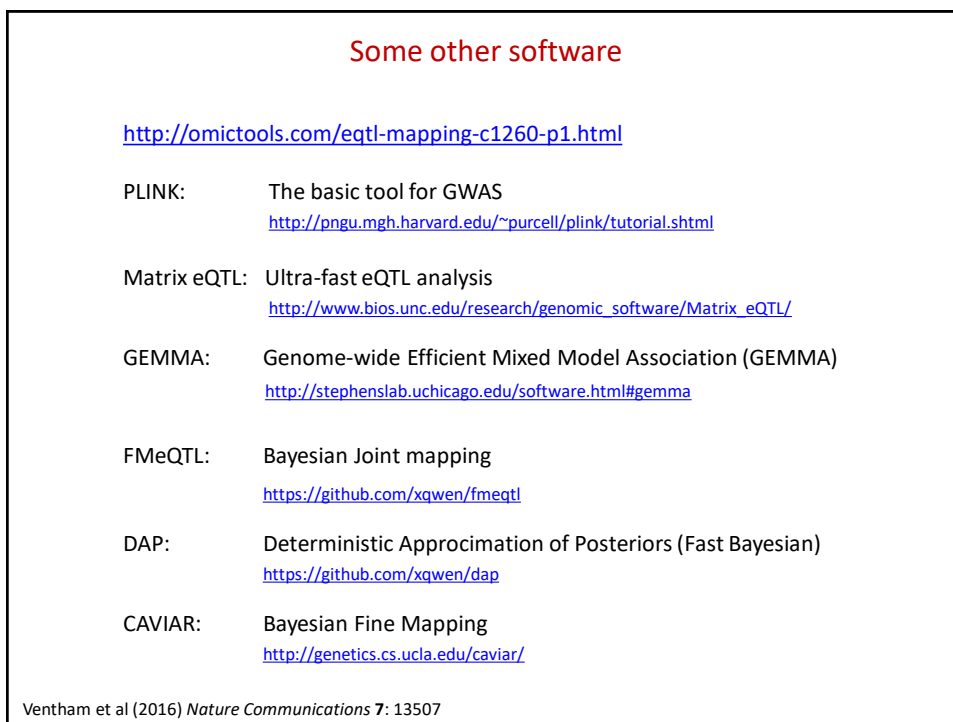 Some other software
http://omictools.com/eqtl-mapping-c1260-p1.html
PLINK: The basic tool for GWAS
http://pngu.mgh.harvard.edu/~purcell/plink/tutorial.shtml
Matrix eQTL: Ultra-fast eQTL analysis
http://www.bios.unc.edu/research/genomic_software/Matrix_eQTL/
GEMMA: Genome-wide Efficient Mixed Model Association (GEMMA)
http://stephenslab.uchicago.edu/software.html#gemma
FMeQTL: Bayesian Joint mapping
https://github.com/xqwen/fmeqtl
DAP: Deterministic Approcimation of Posteriors (Fast Bayesian)
https://github.com/xqwen/dap
CAVIAR: Bayesian Fine Mapping
http://genetics.cs.ucla.edu/caviar/
Ventham et al (2016) Nature Communications 7: 13507